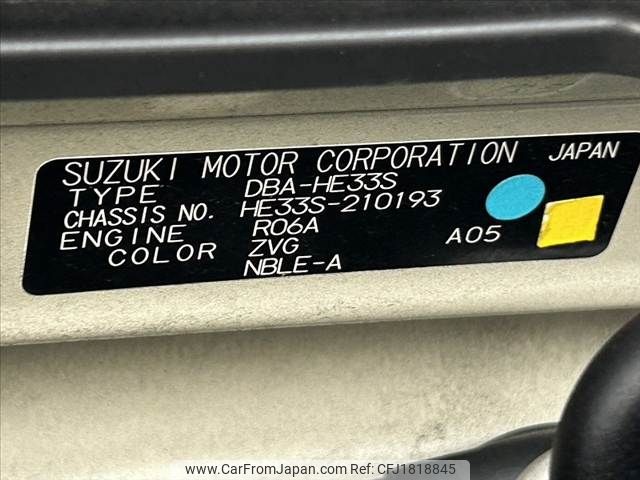 SUZUKI MOTOR CORPORATION JAPAN
TYPE DBA-HE33S
CHASSIS NO. HE33S-210193
ENGINE R06A
COLOR ZVG A05
NBLE-A
www.CarFromJapan.com | ID: CFJ1818845